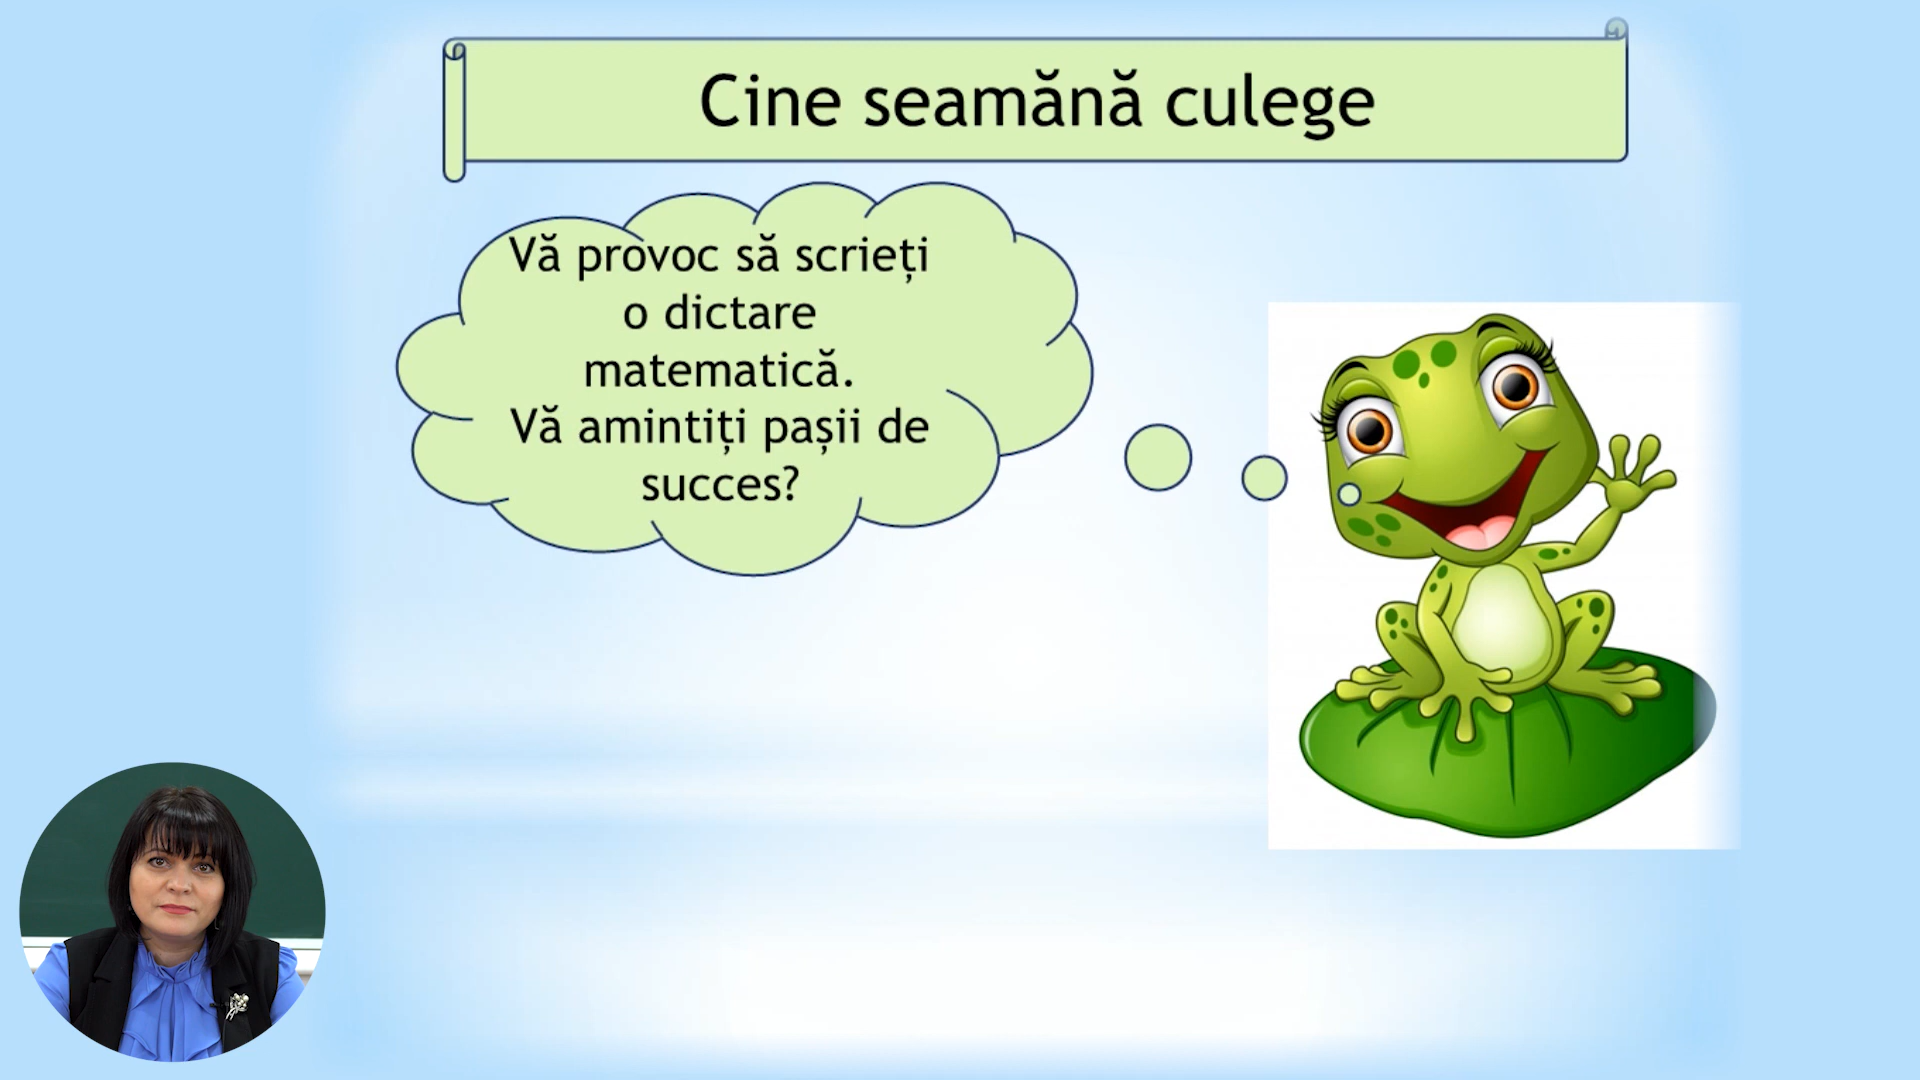 Cine seamănă culege
Vă provoc să scrieți
o dictare
matematică.
Vă amintiți pașii de
succes?